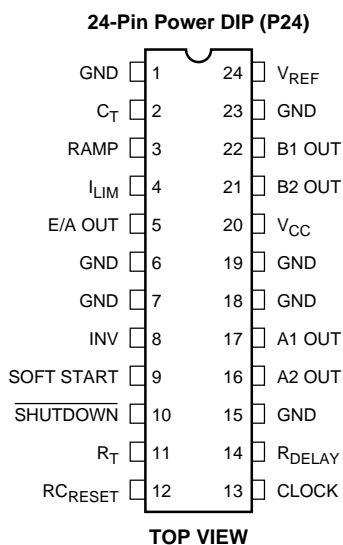 24-Pin Power DIP (P24)
GND 1 24 VREF
CT 2 23 GND
RAMP 3 22 B1 OUT
ILIM 4 21 B2 OUT
E/A OUT 5 20 VCC
GND 6 19 GND
GND 7 18 GND
INV 8 17 A1 OUT
SOFT START 9 16 A2 OUT
SHUTDOWN 10 15 GND
RT 11 14 RDELAY
RCRESET 12 13 CLOCK
TOP VIEW